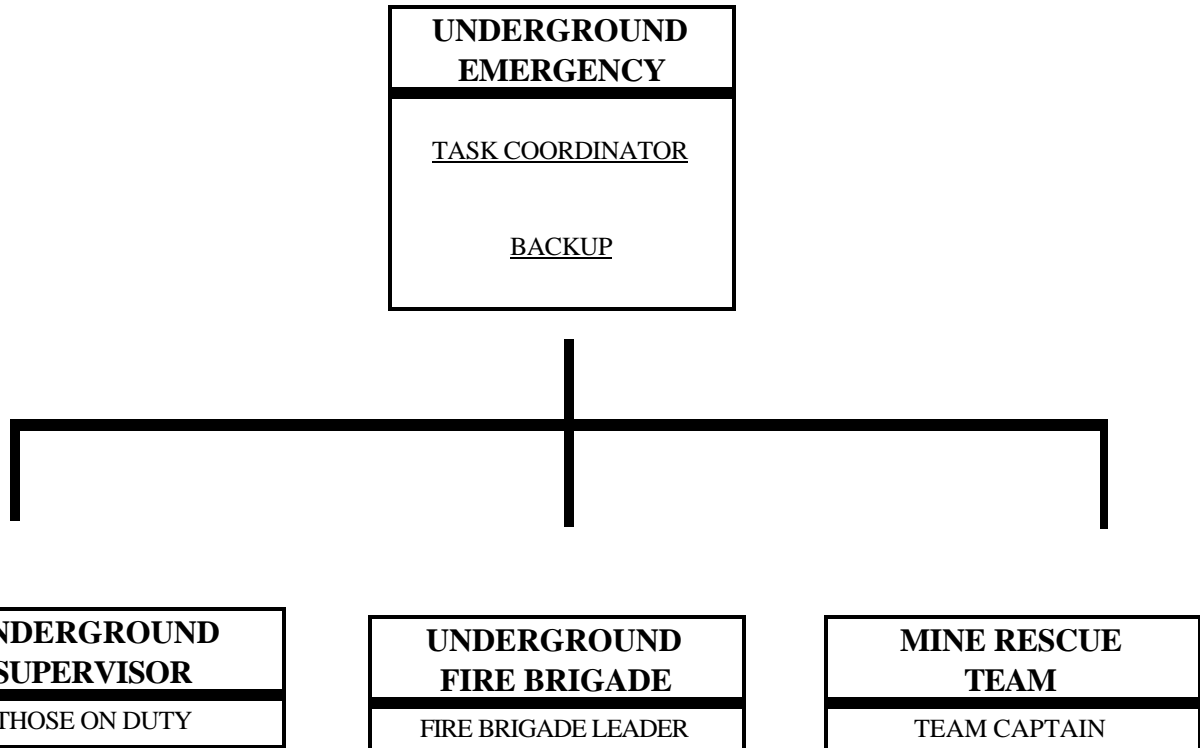 UNDERGROUND
EMERGENCY
TASK COORDINATOR
BACKUP
NDERGROUND
SUPERVISOR
THOSE ON DUTY
UNDERGROUND
FIRE BRIGADE
FIRE BRIGADE LEADER
MINE RESCUE
TEAM
TEAM CAPTAIN